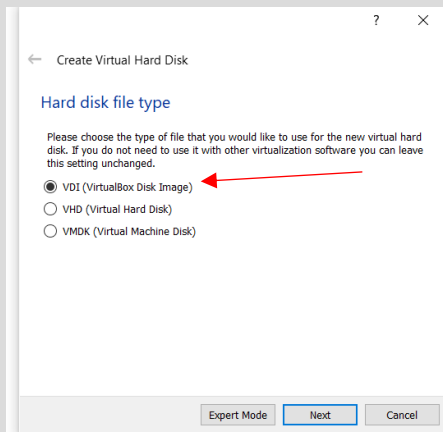 ?
← Create Virtual Hard Disk
Hard disk file type
Please choose the type of file that you would like to use for the new virtual hard
disk. If you do not need to use it with other virtualization software you can leave
this setting unchanged.
VDI (VirtualBox Disk Image)
VHD (Virtual Hard Disk)
VMDK (Virtual Machine Disk)
Expert Mode Next Cancel